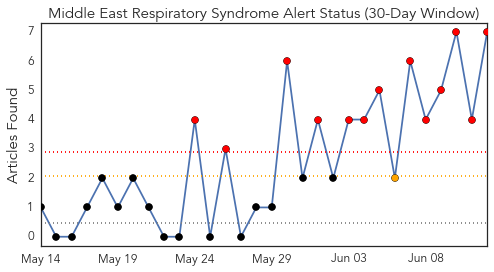 Middle East Respiratory Syndrome Alert Status (30-Day Window)
Articles Found
7
6
5
4
3
2
1
0
May 14
May 19
May 24
May 29
Jun 03
Jun 08